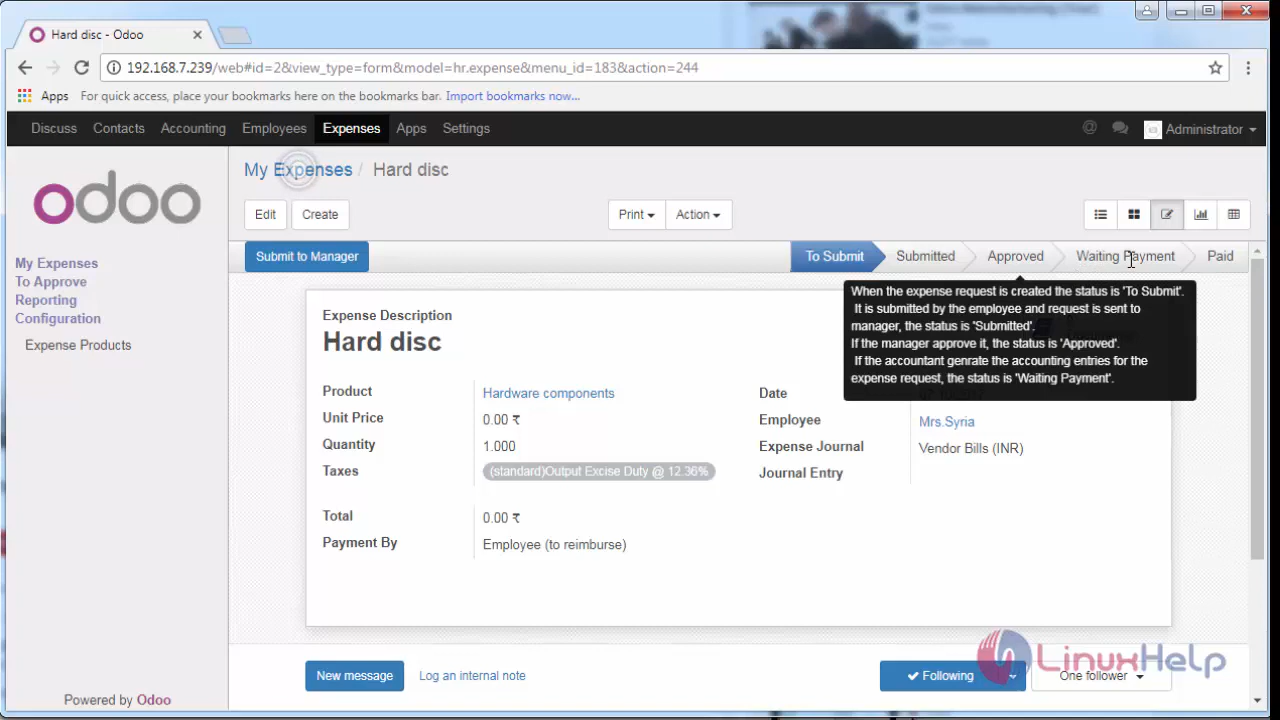 Hard disc - Odoo
192.168.7.239/web#id=2&view_type=form&model=hr.expense&menu_id=183&action=244
Apps For quick access, place your bookmarks here on the bookmarks bar. Import bookmarks now...
Discuss Contacts Accounting Employees Expenses Apps Settings Administrator
odoo
My Expenses / Hard disc
Edit Create Print Action
Submit to Manager To Submit Submitted Approved Waiting Payment Paid
My Expenses
To Approve
Reporting
Configuration
Expense Products
When the expense request is created the status is 'To Submit'.
It is submitted by the employee and request is sent to
manager, the status is 'Submitted'.
If the manager approve it, the status is 'Approved'.
If the accountant genrate the accounting entries for the
expense request, the status is 'Waiting Payment'.
Expense Description
Hard disc
Product Hardware components
Unit Price 0.00 ₹
Quantity 1.000
Taxes (standard)Output Excise Duty @ 12.36%
Date
Employee Mrs.Syria
Expense Journal Vendor Bills (INR)
Journal Entry
Total 0.00 ₹
Payment By Employee (to reimburse)
New message Log an internal note Following One follower
LinuxHelp
Powered by Odoo